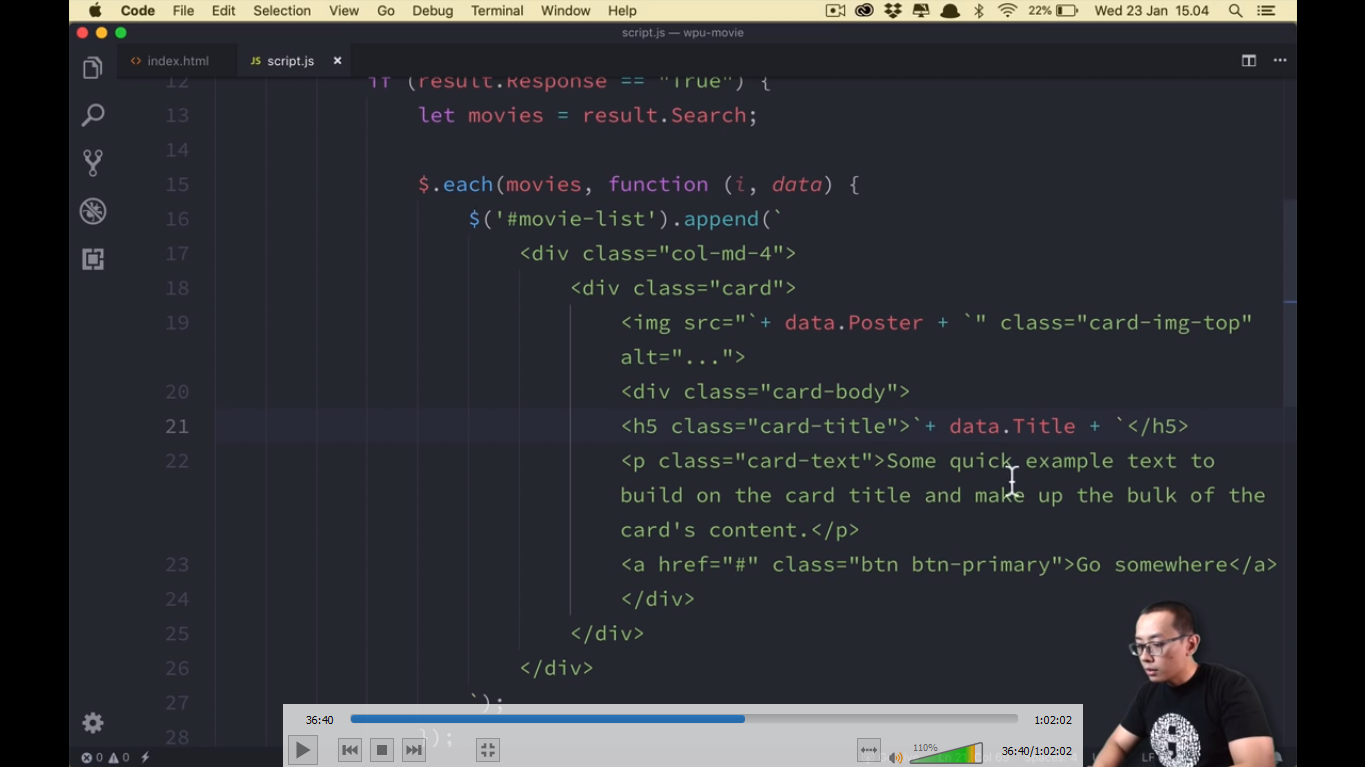 Code File Edit Selection View Go Debug Terminal Window Help 22% Wed 23 Jan 15.04
script.js — wpu-movie
<> index.html JS script.js ×
12 if (result.Response == "True") {
13 let movies = result.Search;
14
15 $.each(movies, function (i, data) {
16 $('#movie-list').append(`
17 <div class="col-md-4">
18 <div class="card">
19 <img src="`+ data.Poster + `" class="card-img-top"
alt="...">
20 <div class="card-body">
21 <h5 class="card-title">`+ data.Title + `</h5>
22 <p class="card-text">Some quick example text to
build on the card title and make up the bulk of the
card's content.</p>
23 <a href="#" class="btn btn-primary">Go somewhere</a>
24 </div>
25 </div>
26 </div>
27 `);
28 });
36:40 1:02:02
110% 36:40/1:02:02
0 0